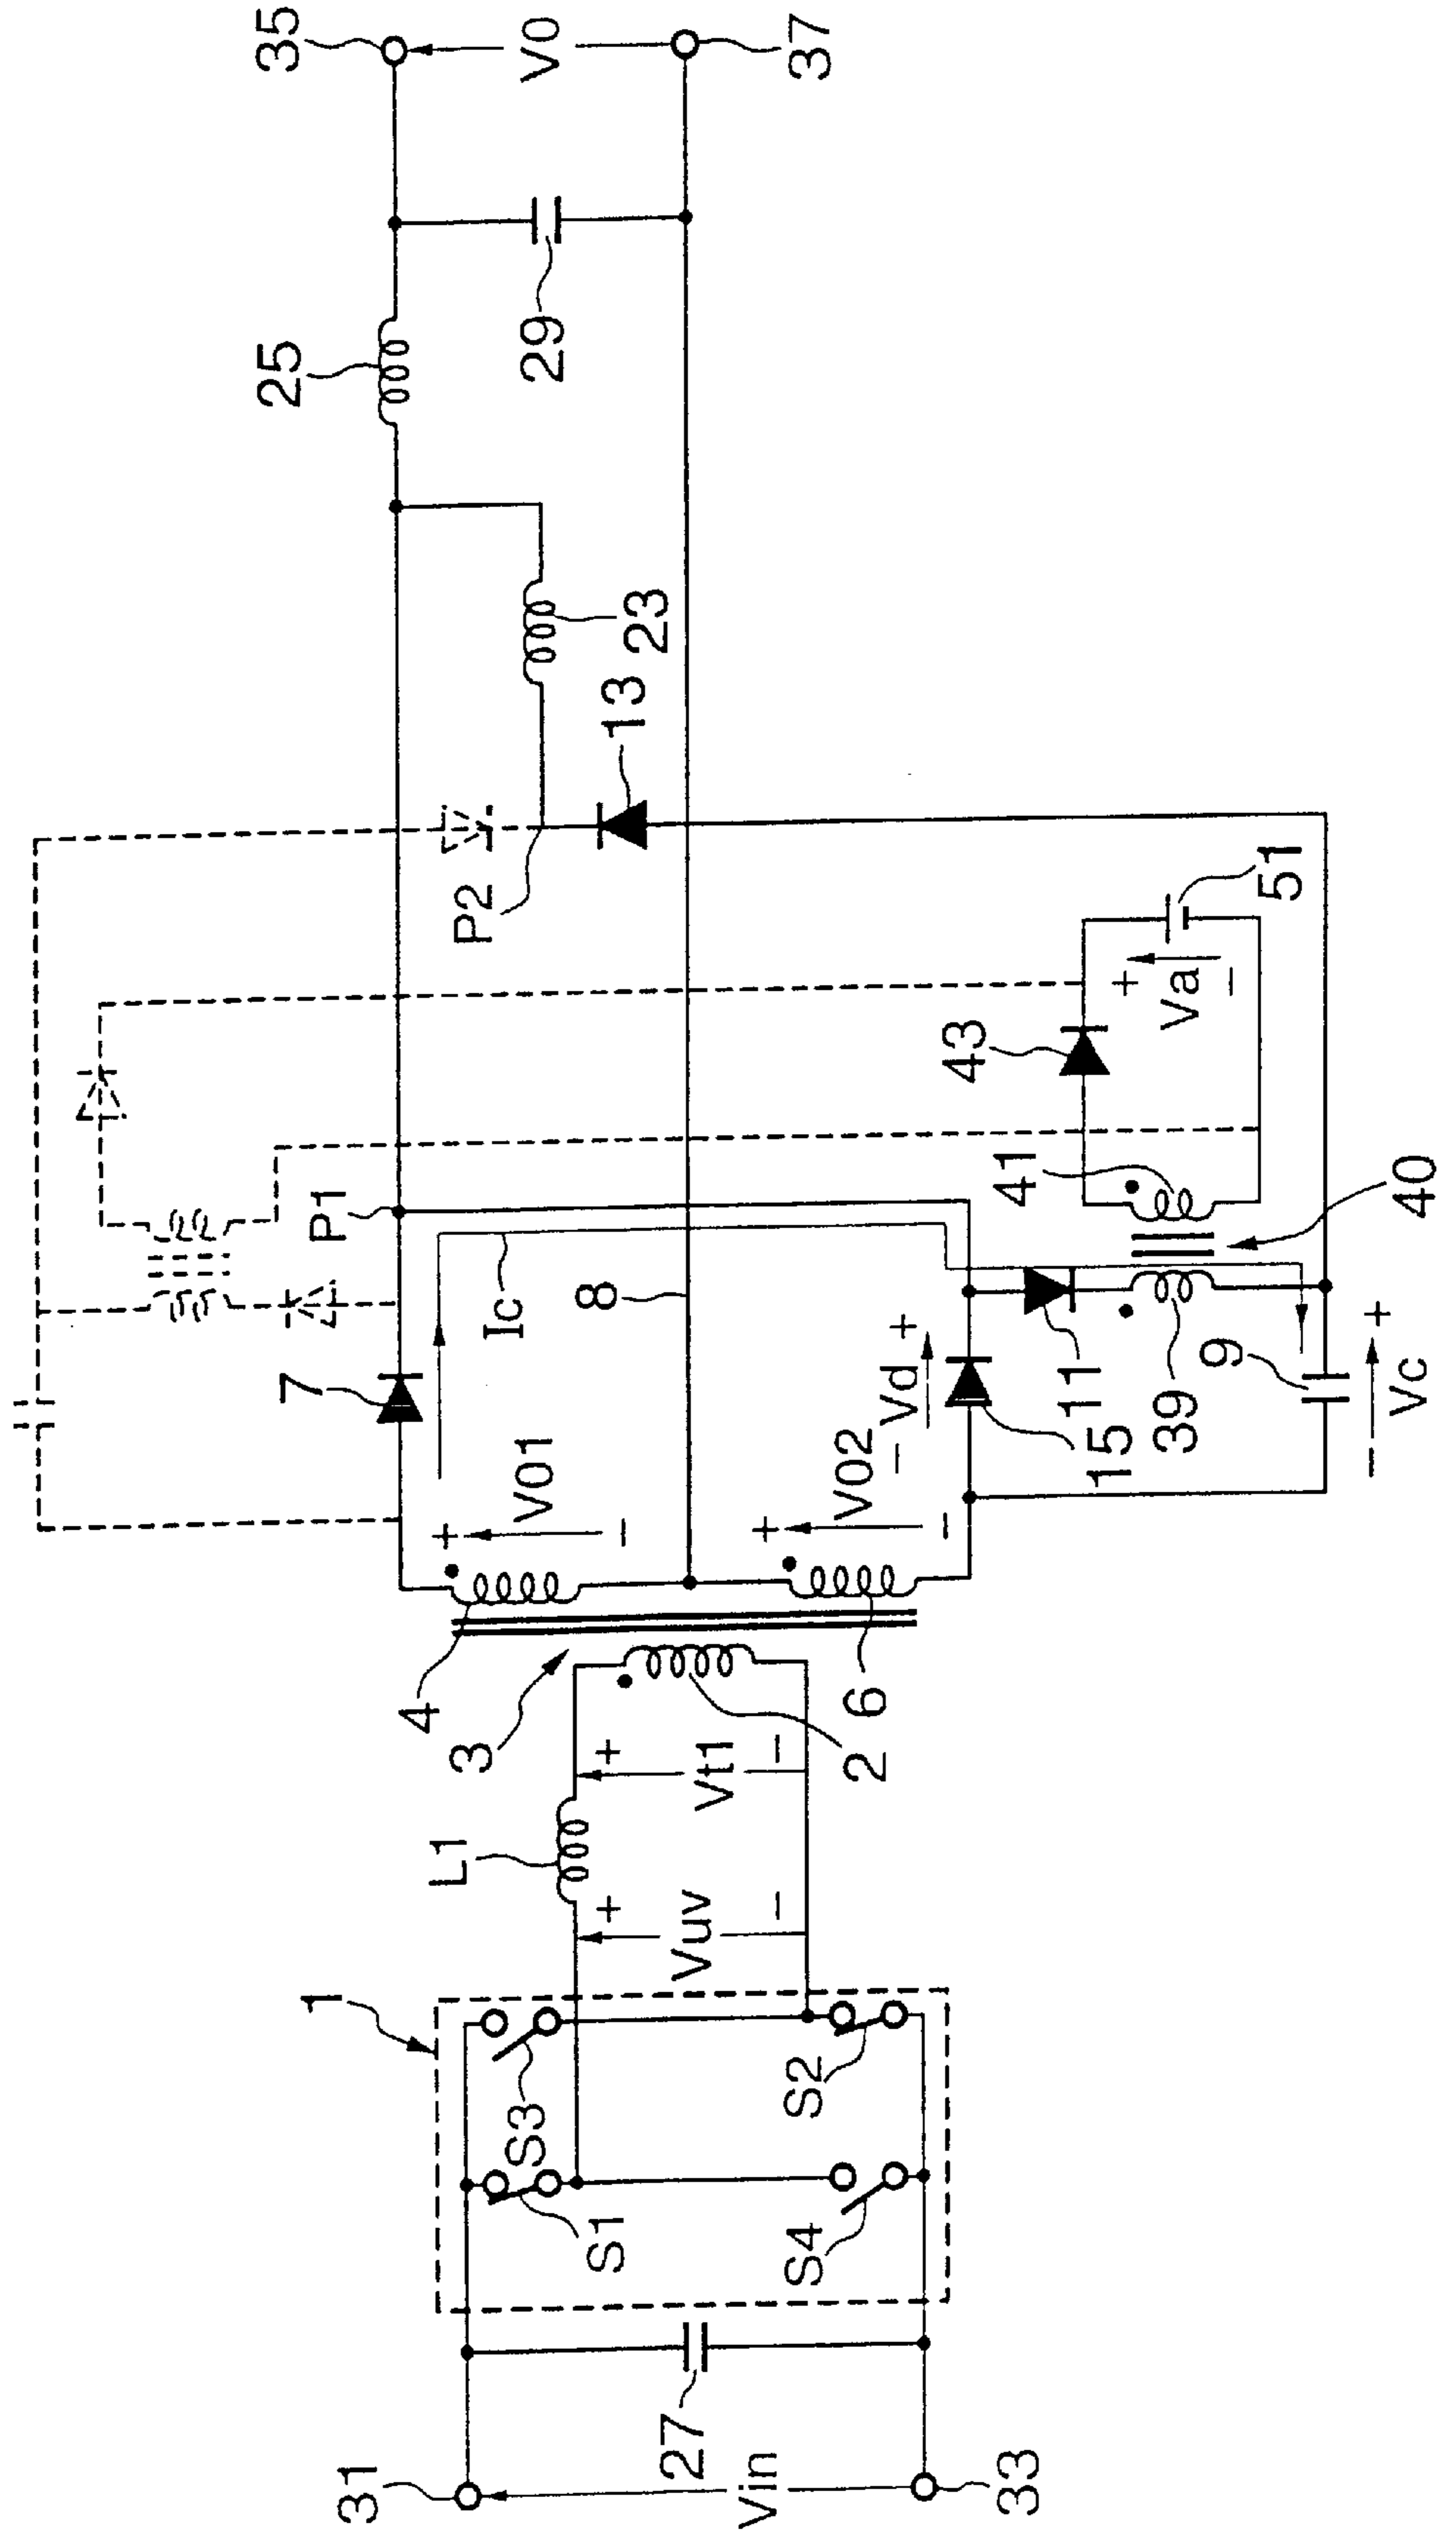 31
Vin
33
27
1
S1
S3
S4
S2
Vuv
+
−
L1
Vt1
+
−
3
2
4
6
V01
+
−
V02
+
−
7
Ic
8
P1
Vd
−
+
15
11
39
9
−
Vc
+
40
41
43
Va
+
−
51
P2
13
23
25
29
35
V0
37